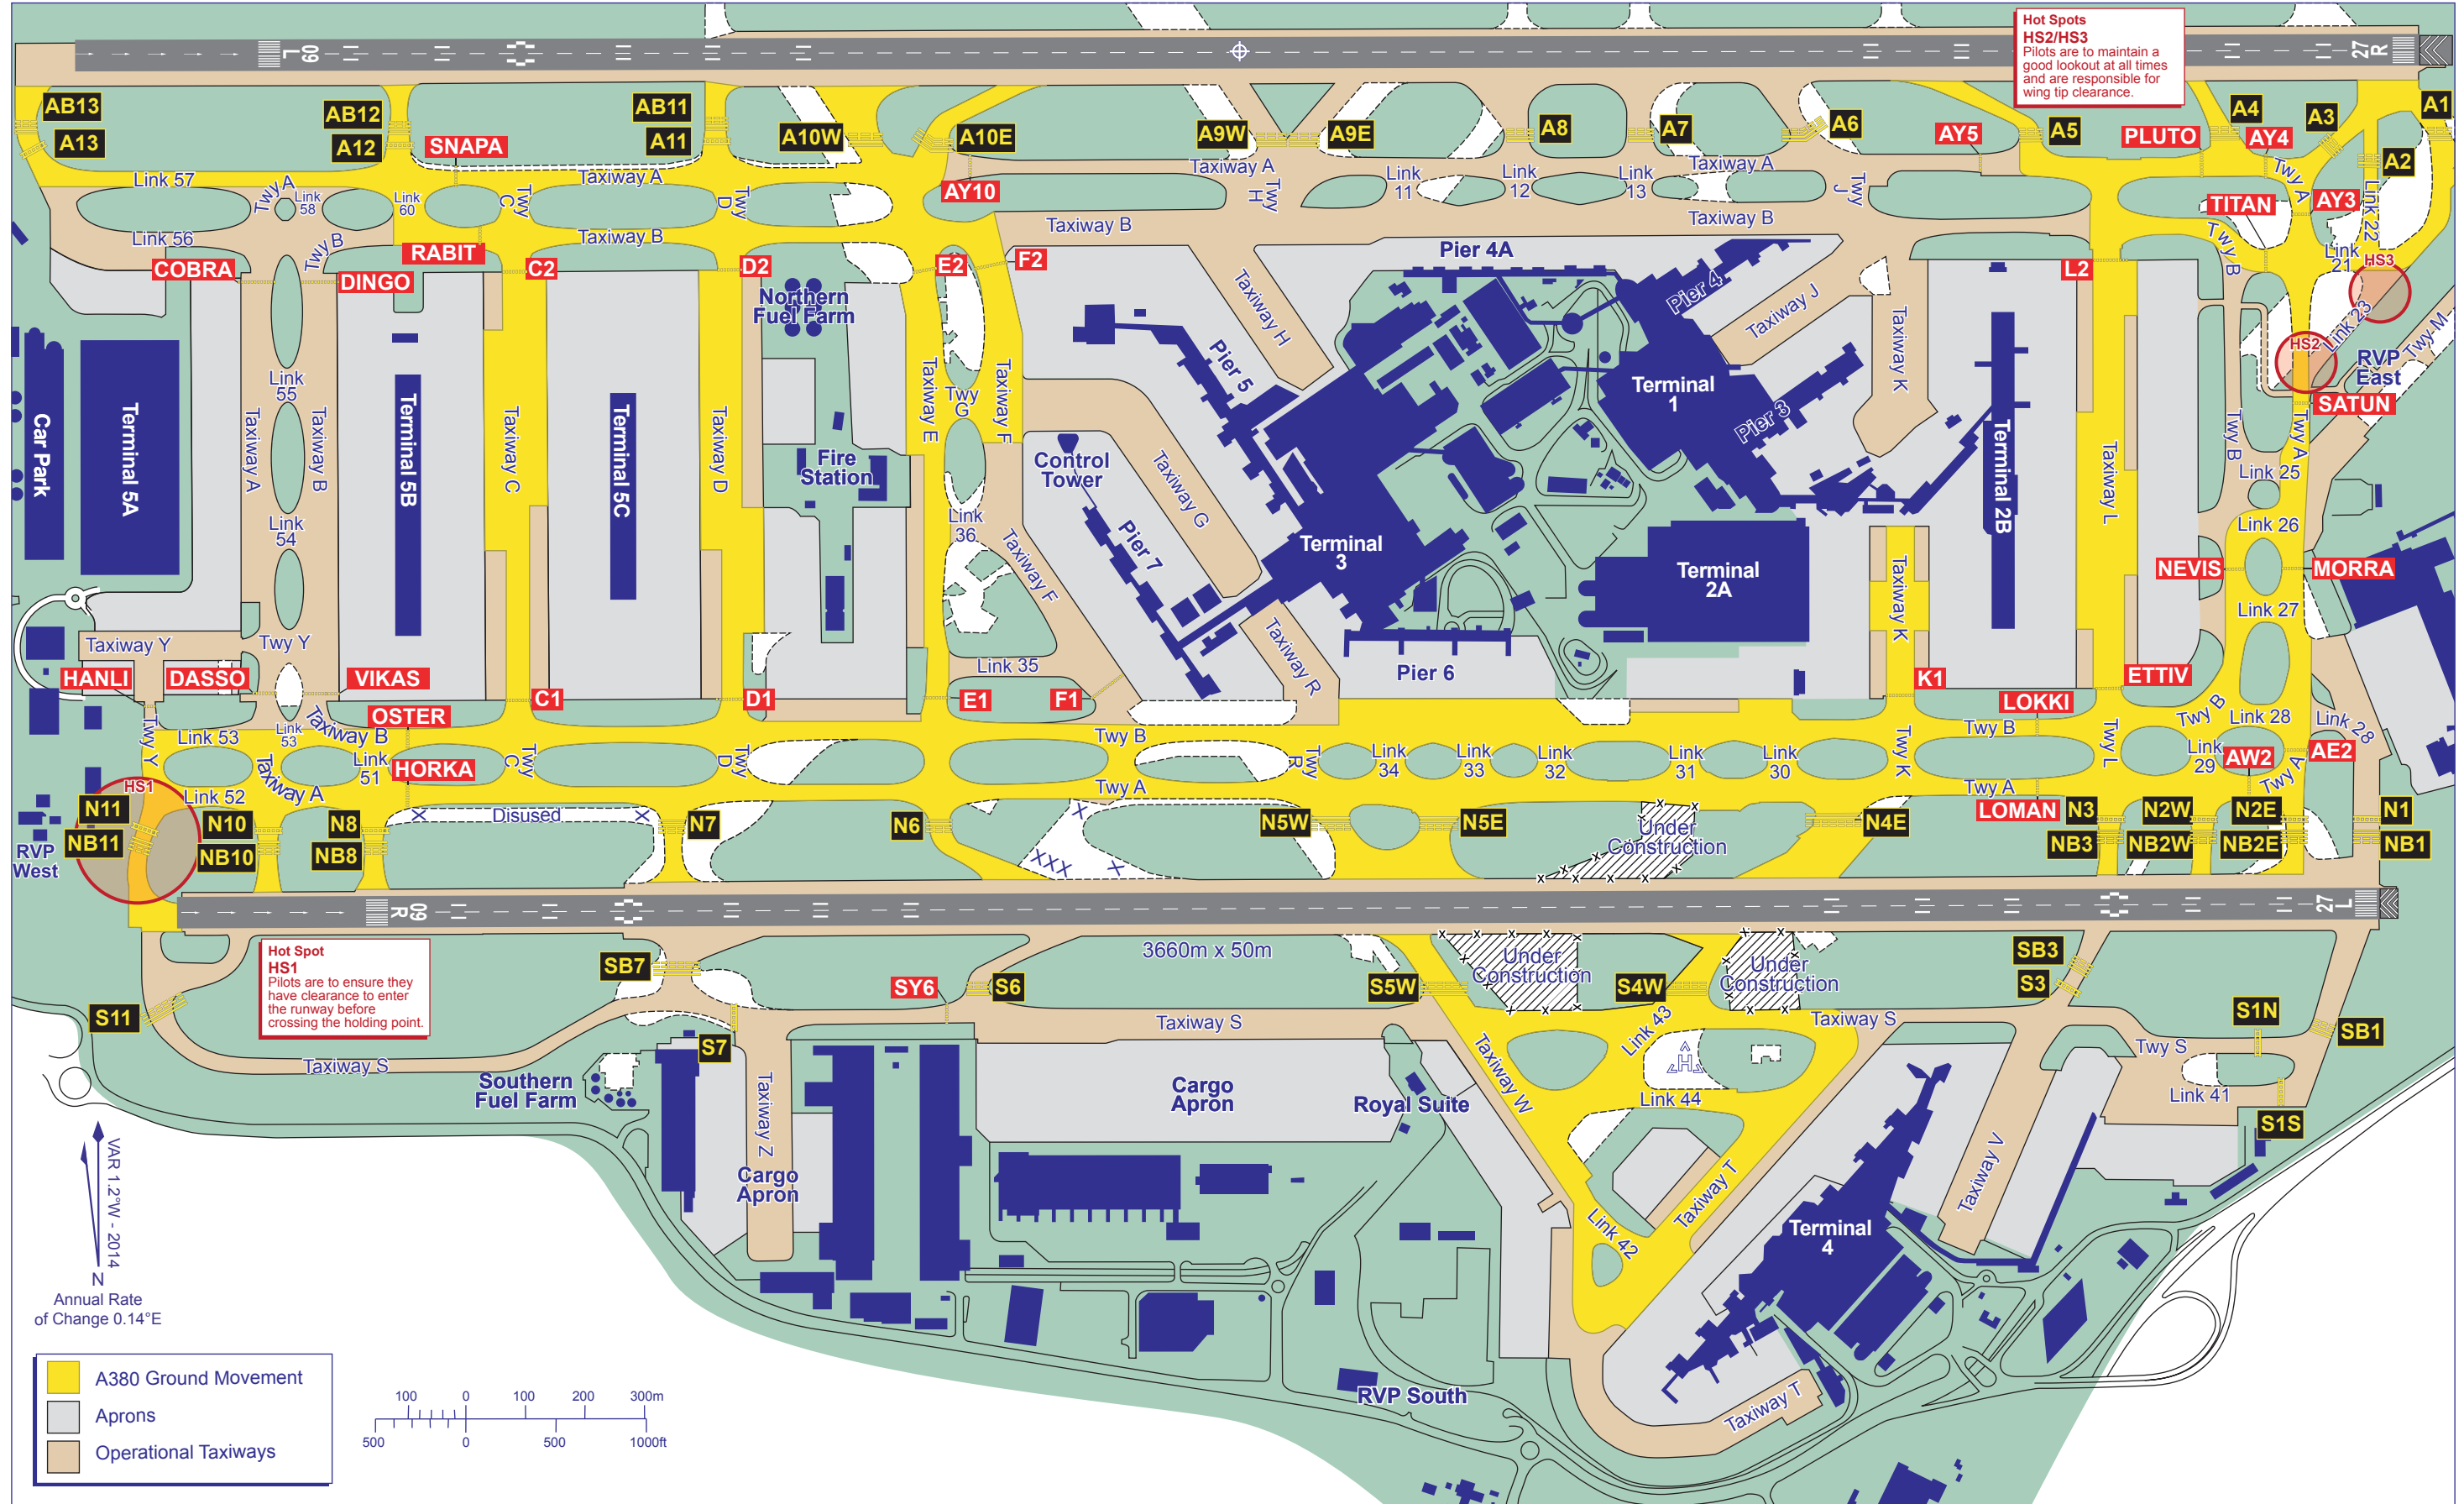 09
L
27
R
Hot Spots
HS2/HS3
Pilots are to maintain a
good lookout at all times
and are responsible for
wing tip clearance.
AB13
A13
AB12
A12
SNAPA
AB11
A11
A10W
A10E
A9W
A9E
A8
A7
A6
AY5
A5
PLUTO
A4
AY4
A3
A1
A2
Link 57
Twy A
Link
58
Link
60
Twy
C
Taxiway A
Twy
D
AY10
Taxiway A
Twy
H
Link
11
Link
12
Link
13
Taxiway A
Twy
J
Twy A
TITAN
AY3
Link 22
Link 56
Twy B
RABIT
Taxiway B
Taxiway B
Taxiway B
Twy B
Link
21
HS3
COBRA
DINGO
C2
D2
E2
F2
Pier 4A
L2
Northern
Fuel Farm
Taxiway H
Pier 4
Taxiway J
Taxiway K
Link 23
HS2
Twy M
RVP
East
SATUN
Car Park
Terminal 5A
Taxiway A
Link
55
Taxiway B
Terminal 5B
Taxiway C
Terminal 5C
Taxiway D
Fire
Station
Taxiway E
Twy
G
Taxiway F
Pier 5
Control
Tower
Taxiway G
Terminal
1
Pier 3
Terminal 2B
Taxiway L
Twy B
Twy A
Link 25
Link
54
Link
36
Taxiway F
Pier 7
Terminal
3
Terminal
2A
Taxiway K
Link 26
NEVIS
MORRA
Link 27
Taxiway Y
Twy Y
HANLI
DASSO
VIKAS
Link 35
Taxiway R
Pier 6
K1
ETTIV
LOKKI
OSTER
C1
D1
E1
F1
Twy Y
Link 53
Link
53
Taxiway B
Link
51
HORKA
Twy
C
Twy
D
Twy B
Twy
R
Link
34
Link
33
Link
32
Link
31
Link
30
Twy K
Twy B
Twy L
Twy B
Link 28
Link 28
Link
29
AW2
AE2
HS1
Link 52
Taxiway A
Twy A
Twy A
Twy A
N11
NB11
N10
NB10
N8
NB8
X
Disused
X
N7
N6
X
XXX
X
N5W
N5E
Under
Construction
N4E
LOMAN
N3
NB3
N2W
NB2W
N2E
NB2E
N1
NB1
RVP
West
09
R
27
L
Hot Spot
HS1
Pilots are to ensure they
have clearance to enter
the runway before
crossing the holding point.
SB7
SY6
S6
3660m x 50m
S5W
Under
Construction
S4W
Under
Construction
SB3
S3
S11
S7
Taxiway S
Taxiway S
Link 43
Taxiway S
S1N
SB1
Twy S
Taxiway S
Southern
Fuel Farm
Taxiway Z
Cargo
Apron
Cargo
Apron
Royal Suite
Taxiway W
H
Link 44
Link 41
S1S
Taxiway T
Taxiway V
Link 42
Terminal
4
RVP South
Taxiway T
VAR 1.2°W - 2014
N
Annual Rate
of Change 0.14°E
A380 Ground Movement
Aprons
Operational Taxiways
100 0 100 200 300m
500 0 500 1000ft